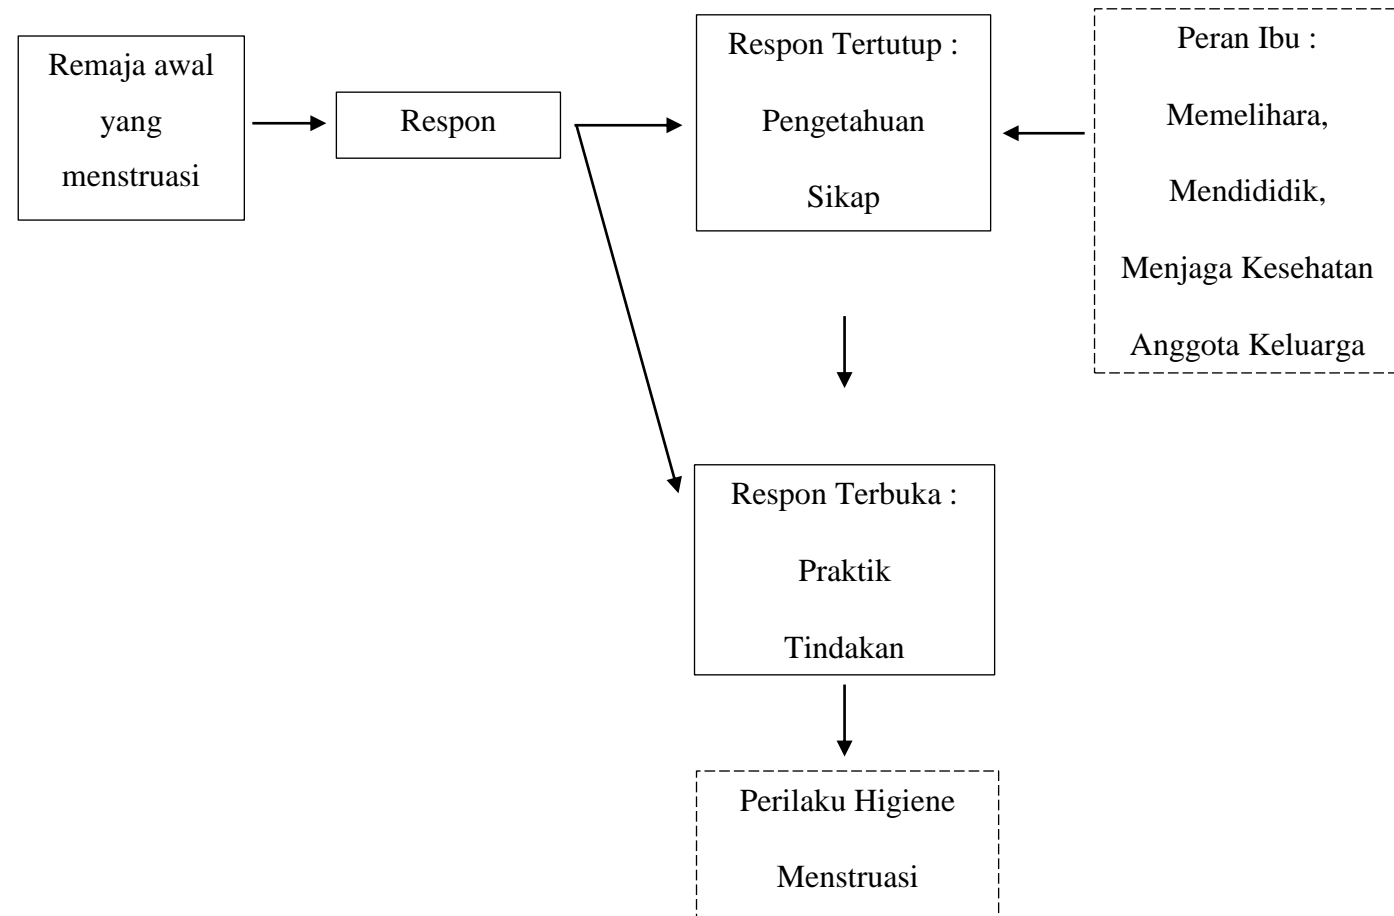 Remaja awal
yang
menstruasi
Respon
Respon Tertutup :
Pengetahuan
Sikap
Peran Ibu :
Memelihara,
Mendididik,
Menjaga Kesehatan
Anggota Keluarga
Respon Terbuka :
Praktik
Tindakan
Perilaku Higiene
Menstruasi